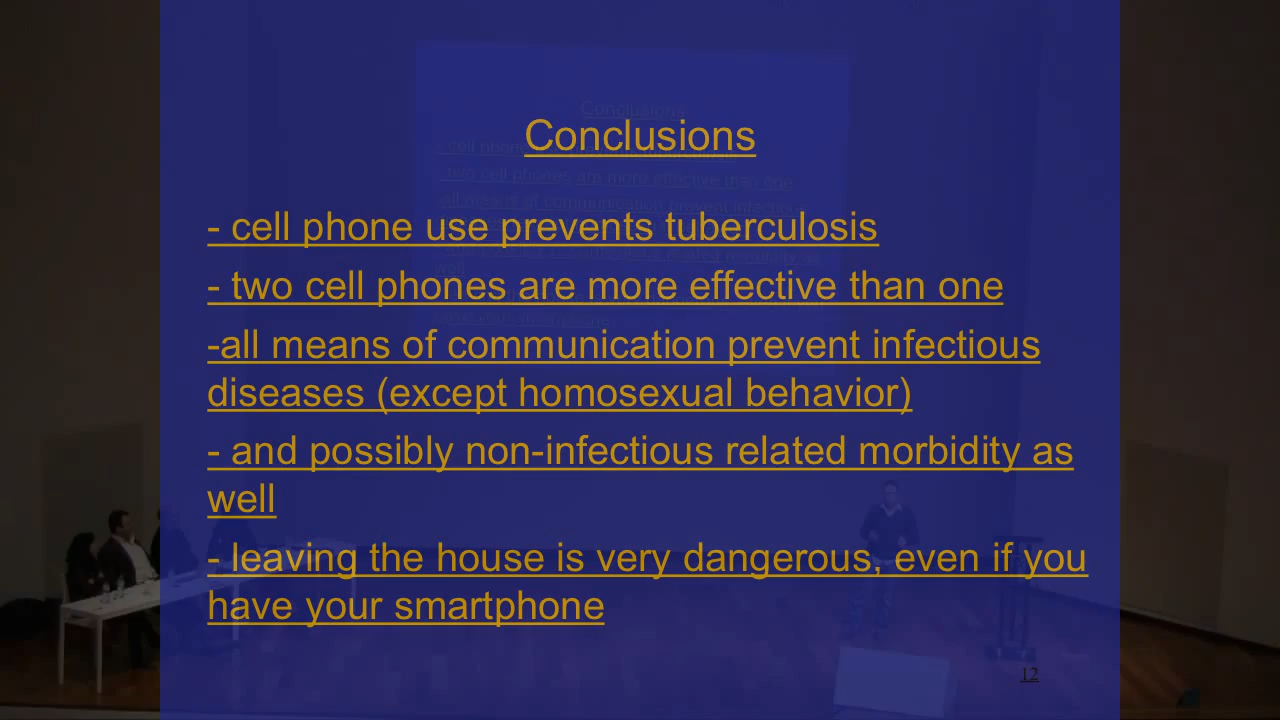 Conclusions
- cell phone use prevents tuberculosis
- two cell phones are more effective than one
-all means of communication prevent infectious
diseases (except homosexual behavior)
- and possibly non-infectious related morbidity as
well
- leaving the house is very dangerous, even if you
have your smartphone
12